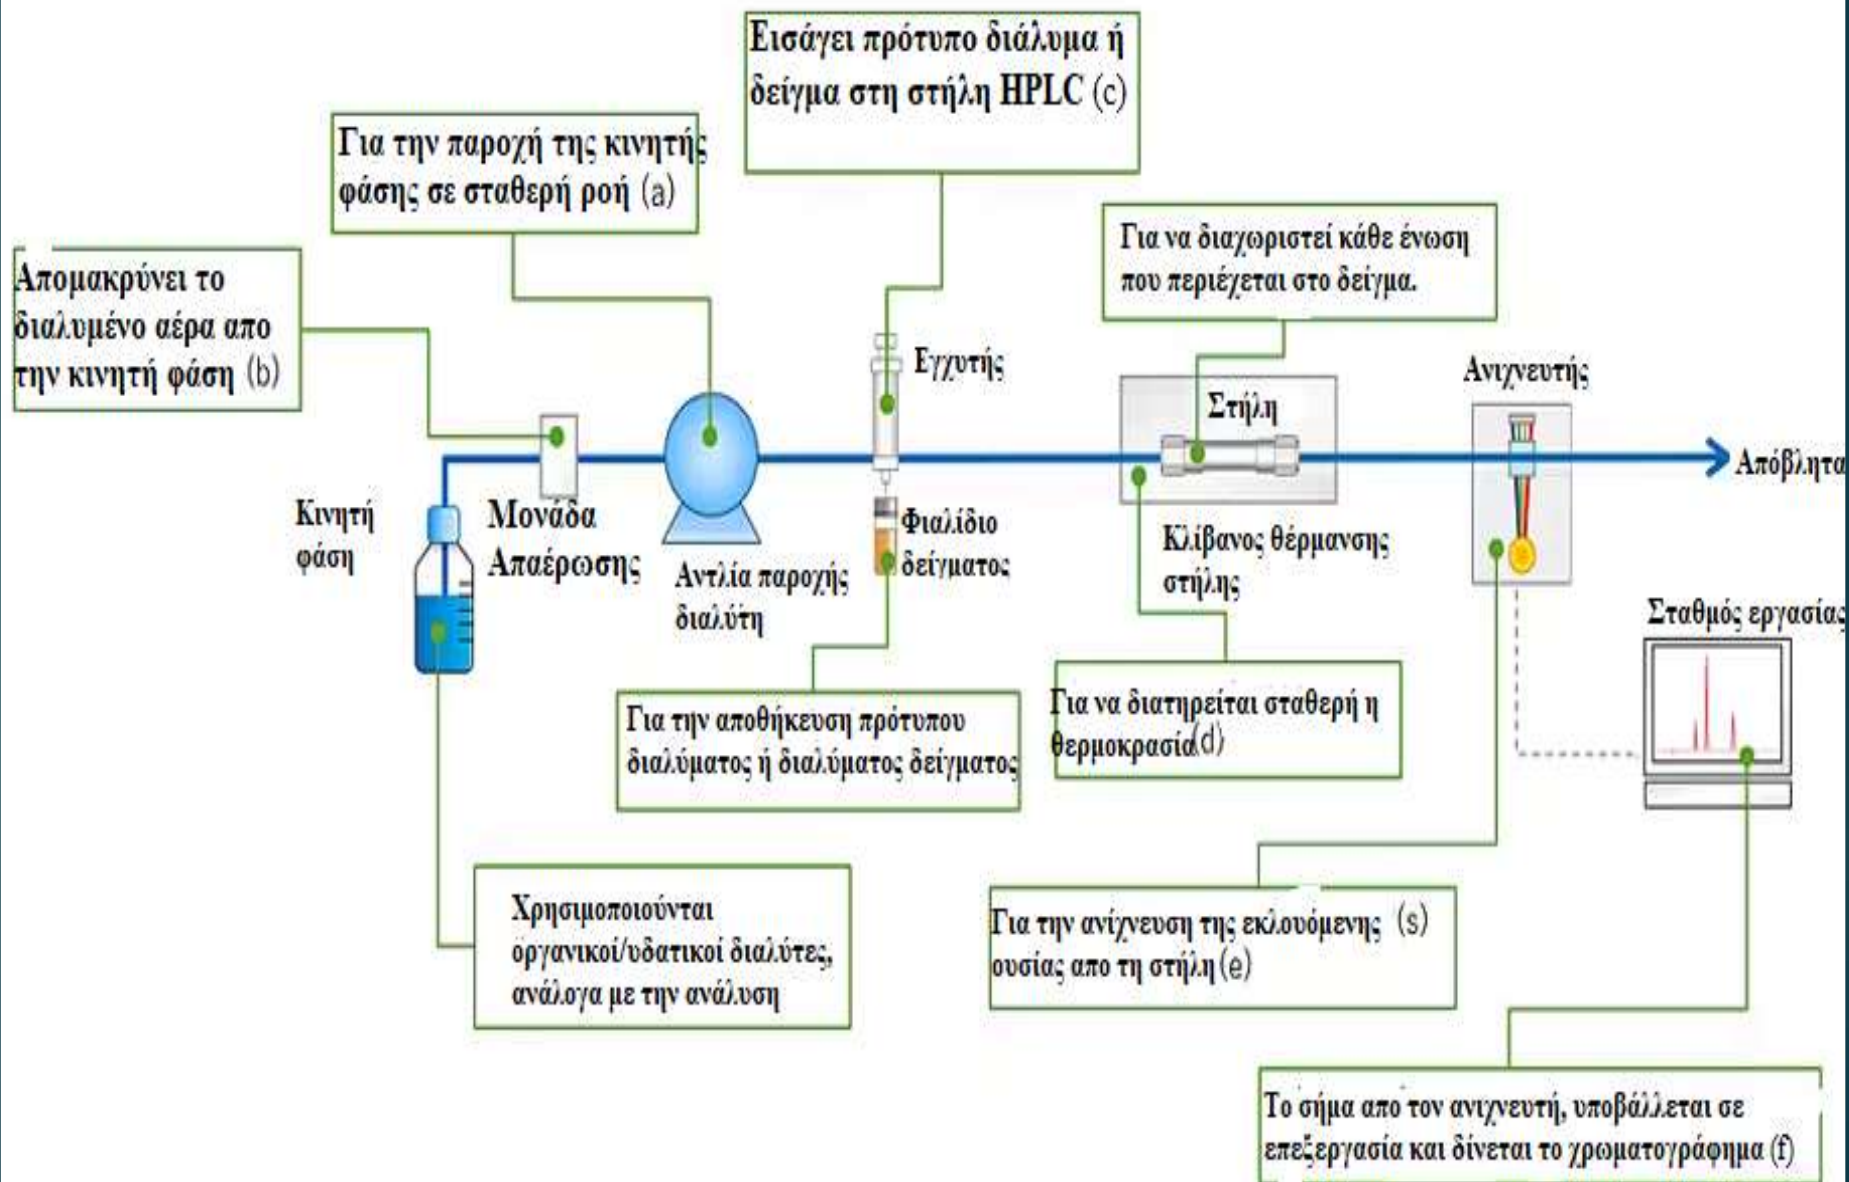 Εισάγει πρότυπο διάλυμα ή
δείγμα στη στήλη HPLC (c)
Για την παροχή της κινητής
φάσης σε σταθερή ροή (a)
Για να διαχωριστεί κάθε ένωση
που περιέχεται στο δείγμα.
Απομακρύνει το
διαλυμένο αέρα απο
την κινητή φάση (b)
Εγχυτής
Στήλη
Ανιχνευτής
Απόβλητα
Κινητή
φάση
Μονάδα
Απαέρωσης
Αντλία παροχής
διαλύτη
Φιαλίδιο
δείγματος
Κλίβανος θέρμανσης
στήλης
Σταθμός εργασίας
Για την αποθήκευση πρότυπου
διαλύματος ή διαλύματος δείγματος
Για να διατηρείται σταθερή η
θερμοκρασία(d)
Χρησιμοποιούνται
οργανικοί/υδατικοί διαλύτες,
ανάλογα με την ανάλυση
Για την ανίχνευση της εκλουόμενης (s)
ουσίας απο τη στήλη(e)
Το σήμα απο τον ανιχνευτή, υποβάλλεται σε
επεξεργασία και δίνεται το χρωματογράφημα (f)